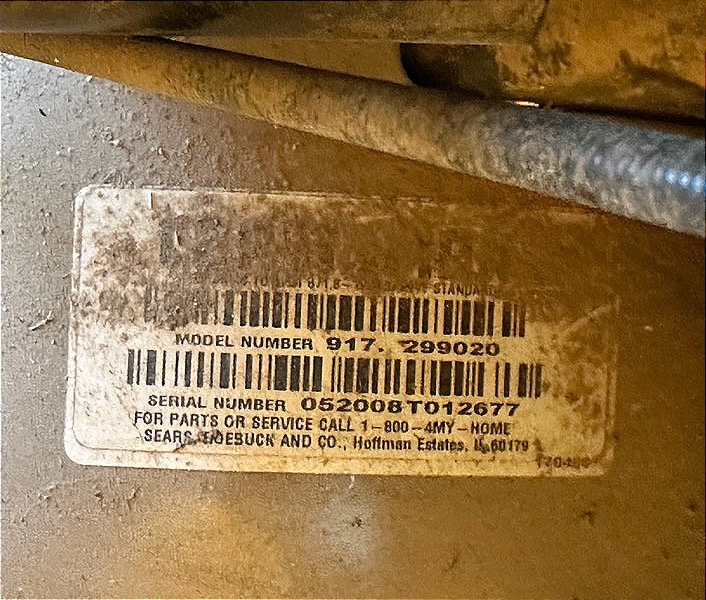 STANDARD
MODEL NUMBER 917. 299020
SERIAL NUMBER 052008T012677
FOR PARTS OR SERVICE CALL 1-800-4MY-HOME
SEARS, ROEBUCK AND CO., Hoffman Estates, IL 60179